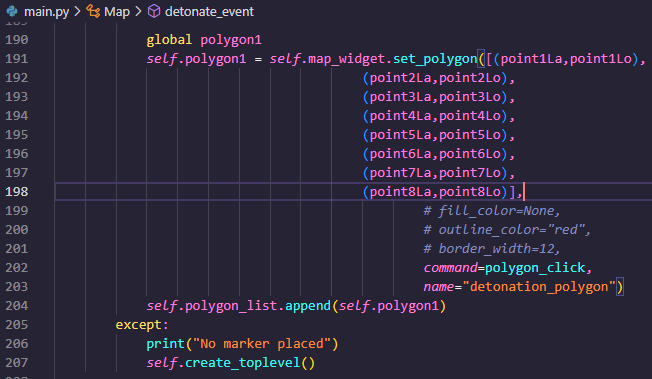 main.py > Map > detonate_event
189
190 global polygon1
191 self.polygon1 = self.map_widget.set_polygon([(point1La,point1Lo),
192 (point2La,point2Lo),
193 (point3La,point3Lo),
194 (point4La,point4Lo),
195 (point5La,point5Lo),
196 (point6La,point6Lo),
197 (point7La,point7Lo),
198 (point8La,point8Lo)],
199 # fill_color=None,
200 # outline_color="red",
201 # border_width=12,
202 command=polygon_click,
203 name="detonation_polygon")
204 self.polygon_list.append(self.polygon1)
205 except:
206 print("No marker placed")
207 self.create_toplevel()